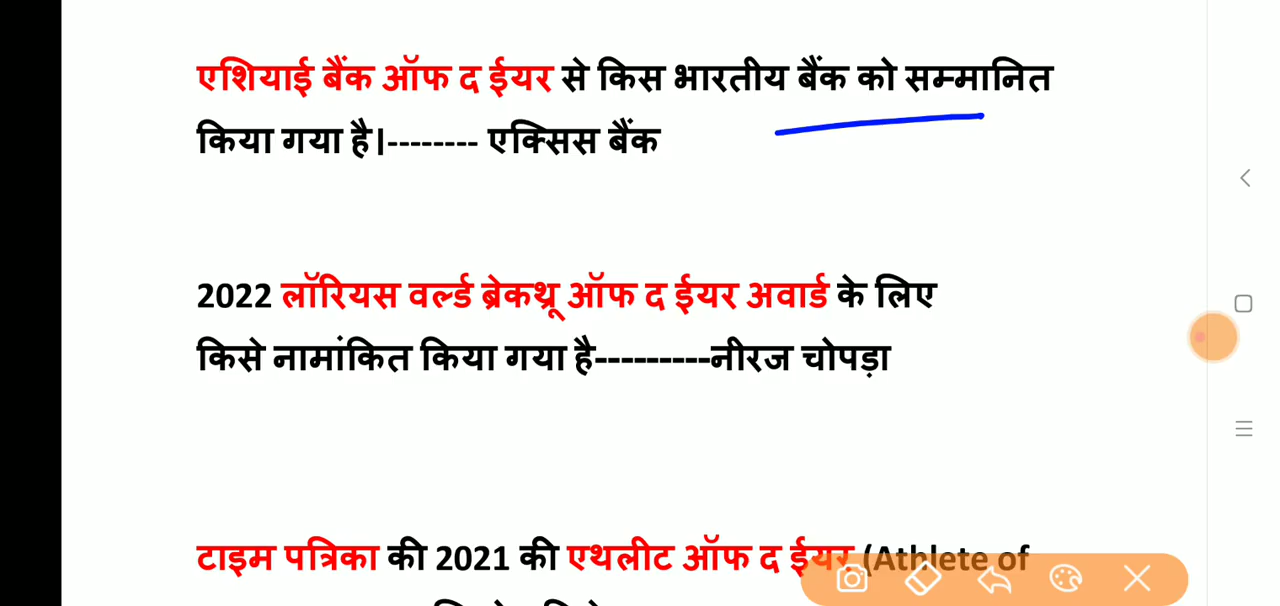 एशियाई बैंक ऑफ द ईयर से किस भारतीय बैंक को सम्मानित
किया गया है।-------- एक्सिस बैंक
2022 लॉरियस वर्ल्ड ब्रेकथ्रू ऑफ द ईयर अवार्ड के लिए
किसे नामांकित किया गया है---------नीरज चोपड़ा
टाइम पत्रिका की 2021 की एथलीट ऑफ द ईयर (Athlete of